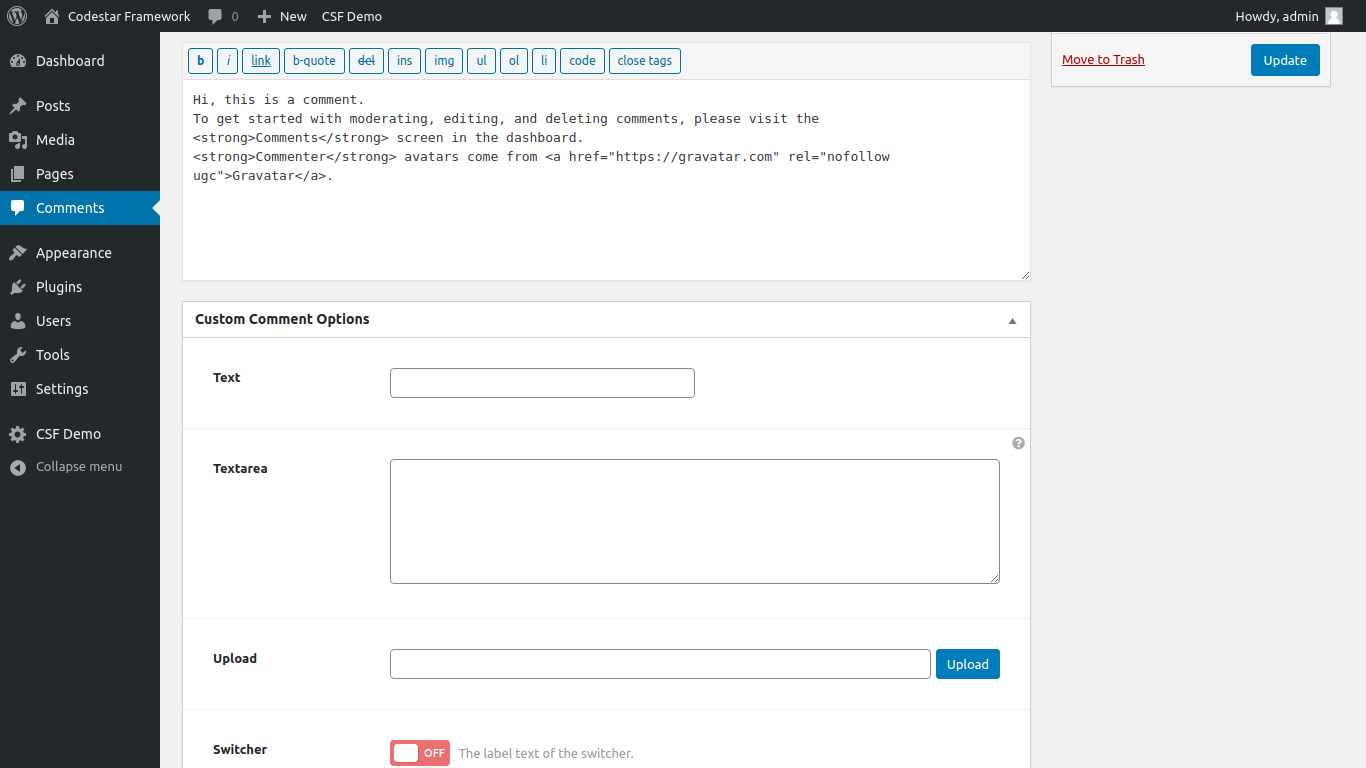 Codestar Framework
0
New
CSF Demo
Howdy, admin
Dashboard
Posts
Media
Pages
Comments
Appearance
Plugins
Users
Tools
Settings
CSF Demo
Collapse menu
b
i
link
b-quote
del
ins
img
ul
ol
li
code
close tags
Hi, this is a comment.
To get started with moderating, editing, and deleting comments, please visit the
<strong>Comments</strong> screen in the dashboard.
<strong>Commenter</strong> avatars come from <a href="https://gravatar.com" rel="nofollow
ugc">Gravatar</a>.
Move to Trash
Update
Custom Comment Options
Text
?
Textarea
Upload
Upload
Switcher
OFF
The label text of the switcher.